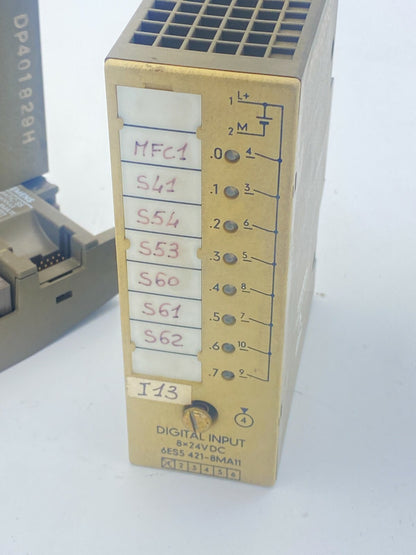 DP401829H
1 L+
2 M
MFC1 .0 4
S41 .1 3
S54 .2 6
S53 .3 5
S60 .4 8
S61 .5 7
S62 .6 10
.7 9
I13
4
DIGITAL INPUT
8×24VDC
6ES5 421-8MA11
2 3 4 5 6